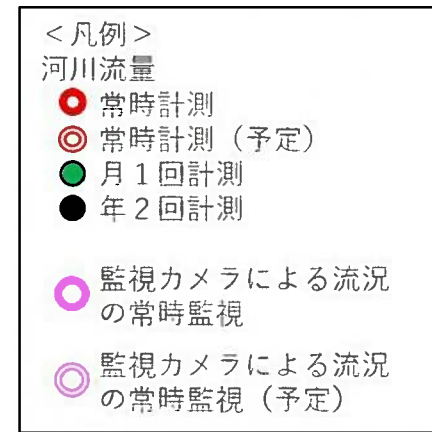 ＜凡例＞
河川流量
常時計測
常時計測（予定）
月１回計測
年２回計測
監視カメラによる流況
の常時監視
監視カメラによる流況
の常時監視（予定）